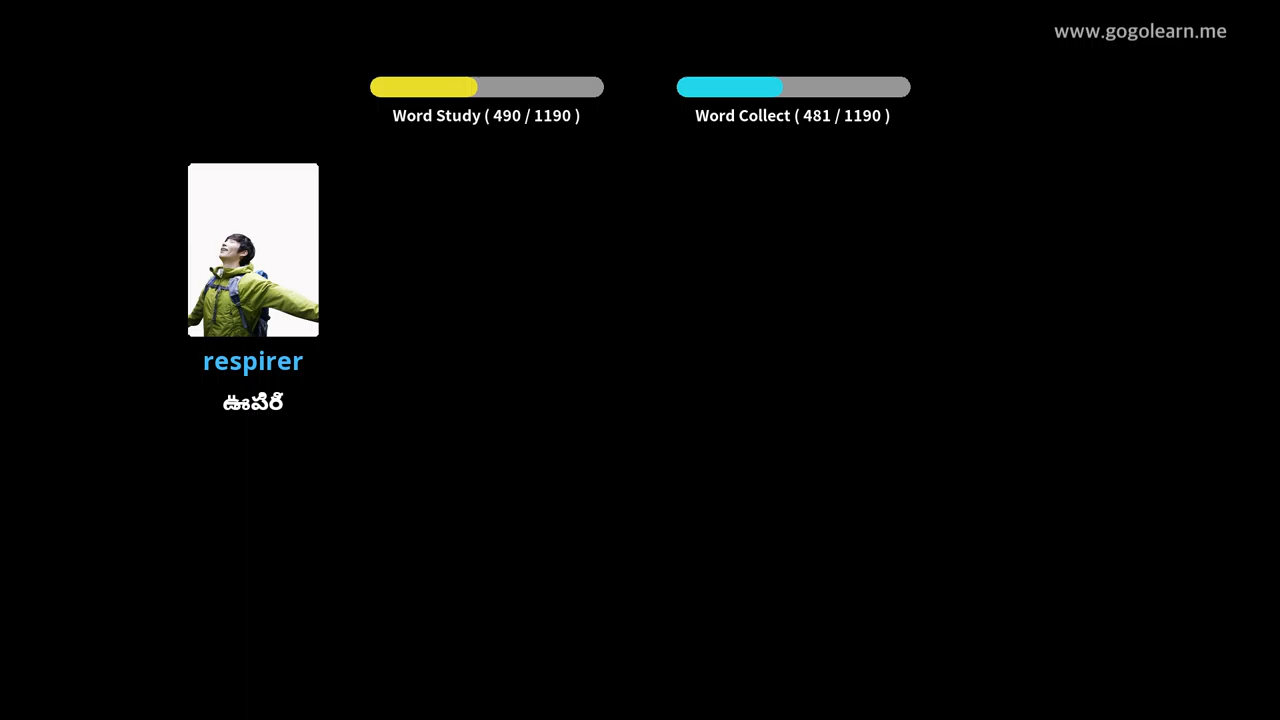 www.gogolearn.me
Word Study ( 490 / 1190 )
Word Collect ( 481 / 1190 )
respirer
ఊపిరి